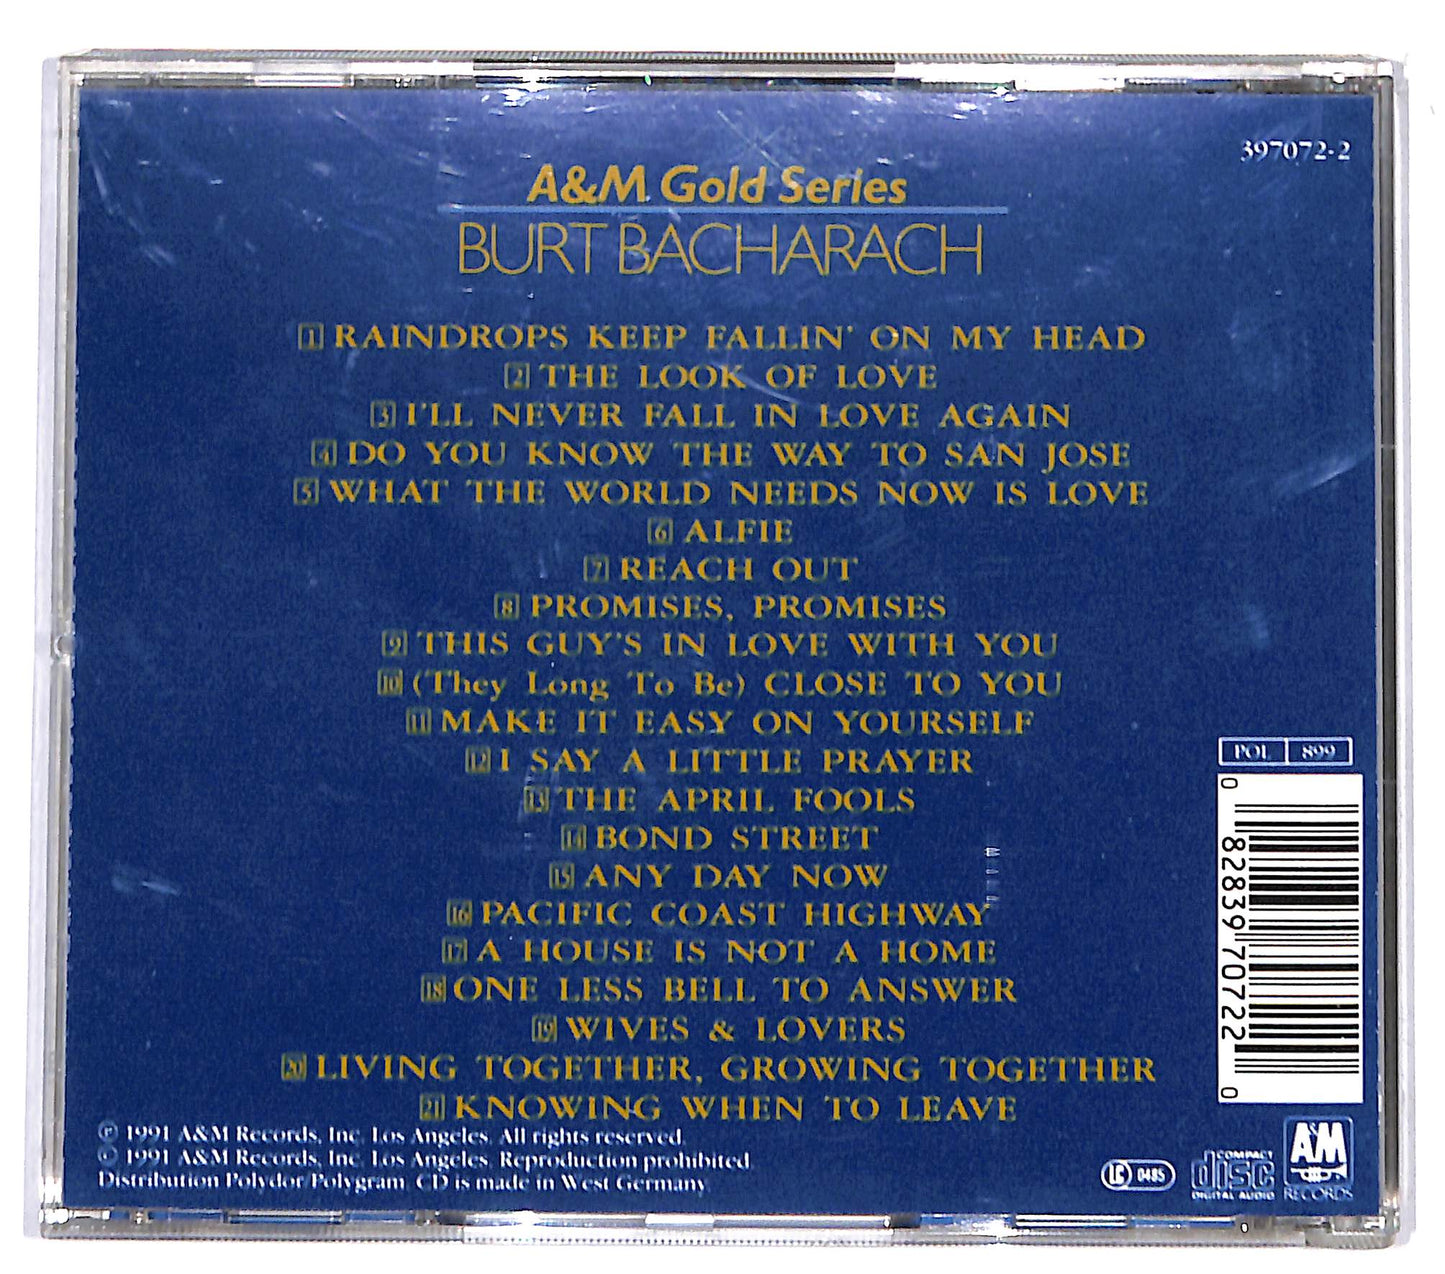 397072-2
A&M Gold Series
BURT BACHARACH
1 RAINDROPS KEEP FALLIN' ON MY HEAD
2 THE LOOK OF LOVE
3 I'LL NEVER FALL IN LOVE AGAIN
4 DO YOU KNOW THE WAY TO SAN JOSE
5 WHAT THE WORLD NEEDS NOW IS LOVE
6 ALFIE
7 REACH OUT
8 PROMISES, PROMISES
9 THIS GUY'S IN LOVE WITH YOU
10 (They Long To Be) CLOSE TO YOU
11 MAKE IT EASY ON YOURSELF
12 I SAY A LITTLE PRAYER
13 THE APRIL FOOLS
14 BOND STREET
15 ANY DAY NOW
16 PACIFIC COAST HIGHWAY
17 A HOUSE IS NOT A HOME
18 ONE LESS BELL TO ANSWER
19 WIVES & LOVERS
20 LIVING TOGETHER, GROWING TOGETHER
21 KNOWING WHEN TO LEAVE
POL 899
0 82839 70722 0
℗ 1991 A&M Records, Inc. Los Angeles. All rights reserved.
© 1991 A&M Records, Inc. Los Angeles. Reproduction prohibited.
Distribution Polydor/Polygram. CD is made in West Germany.
LC 0485
COMPACT
disc
DIGITAL AUDIO
A&M
RECORDS